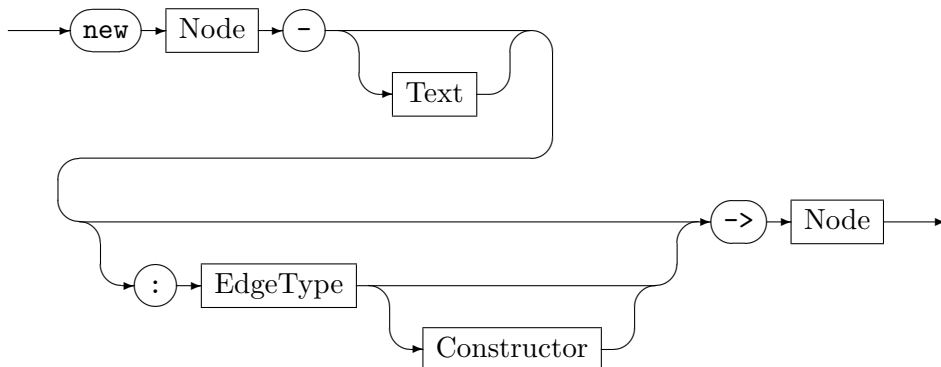 new Node -
Text
-> Node
: EdgeType
Constructor